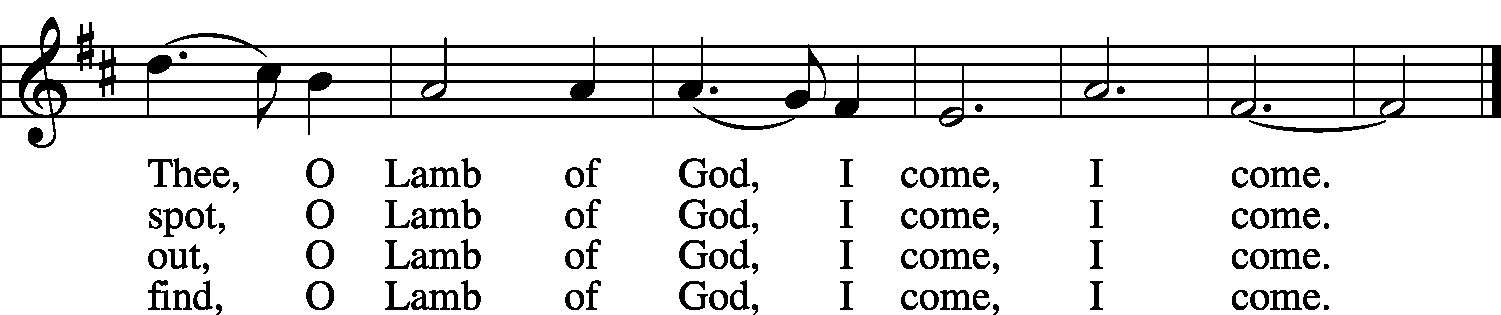 Thee, O Lamb of God, I come, I come.
spot, O Lamb of God, I come, I come.
out, O Lamb of God, I come, I come.
find, O Lamb of God, I come, I come.